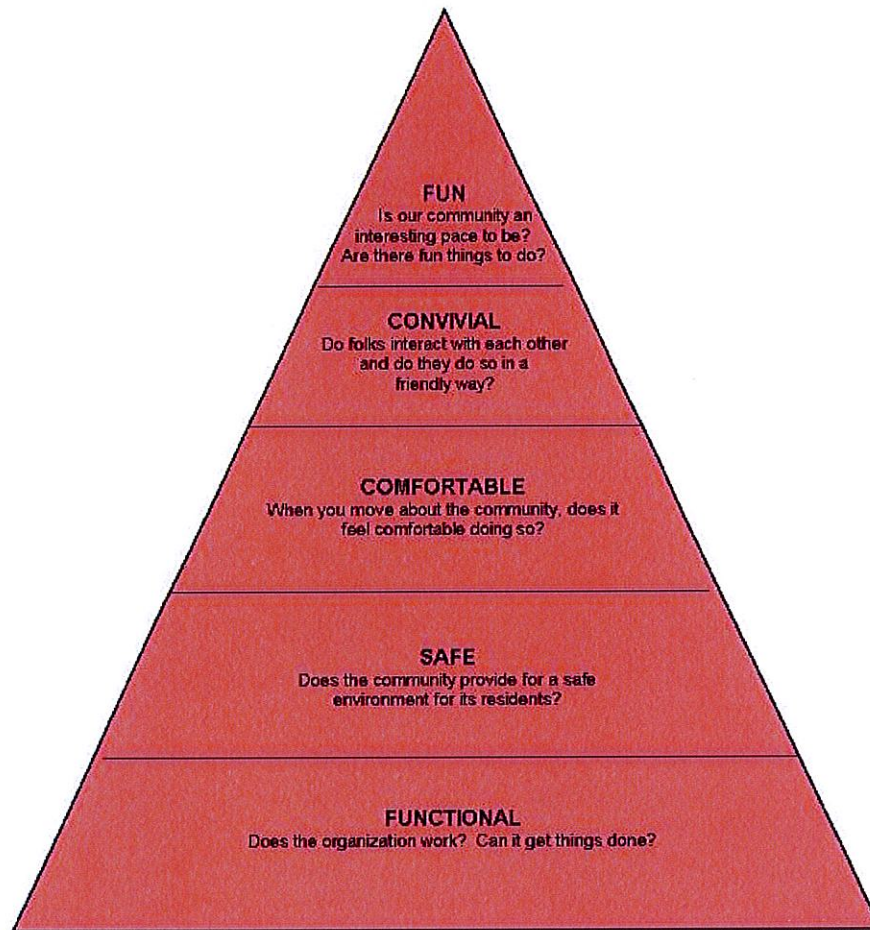 FUN
Is our community an
interesting pace to be?
Are there fun things to do?
CONVIVIAL
Do folks interact with each other
and do they do so in a
friendly way?
COMFORTABLE
When you move about the community, does it
feel comfortable doing so?
SAFE
Does the community provide for a safe
environment for its residents?
FUNCTIONAL
Does the organization work? Can it get things done?